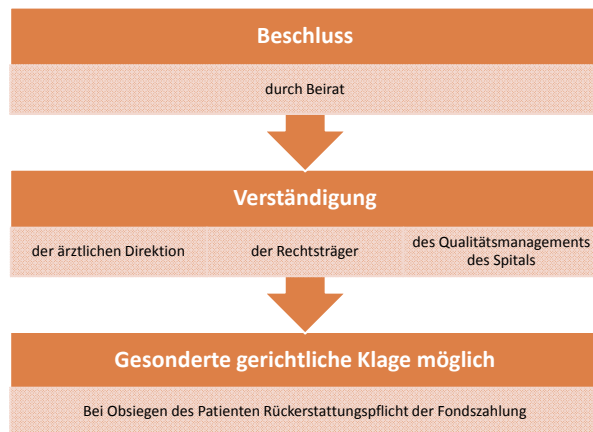 Beschluss
durch Beirat
Verständigung
der ärztlichen Direktion
der Rechtsträger
des Qualitätsmanagements
des Spitals
Gesonderte gerichtliche Klage möglich
Bei Obsiegen des Patienten Rückerstattungspflicht der Fondszahlung